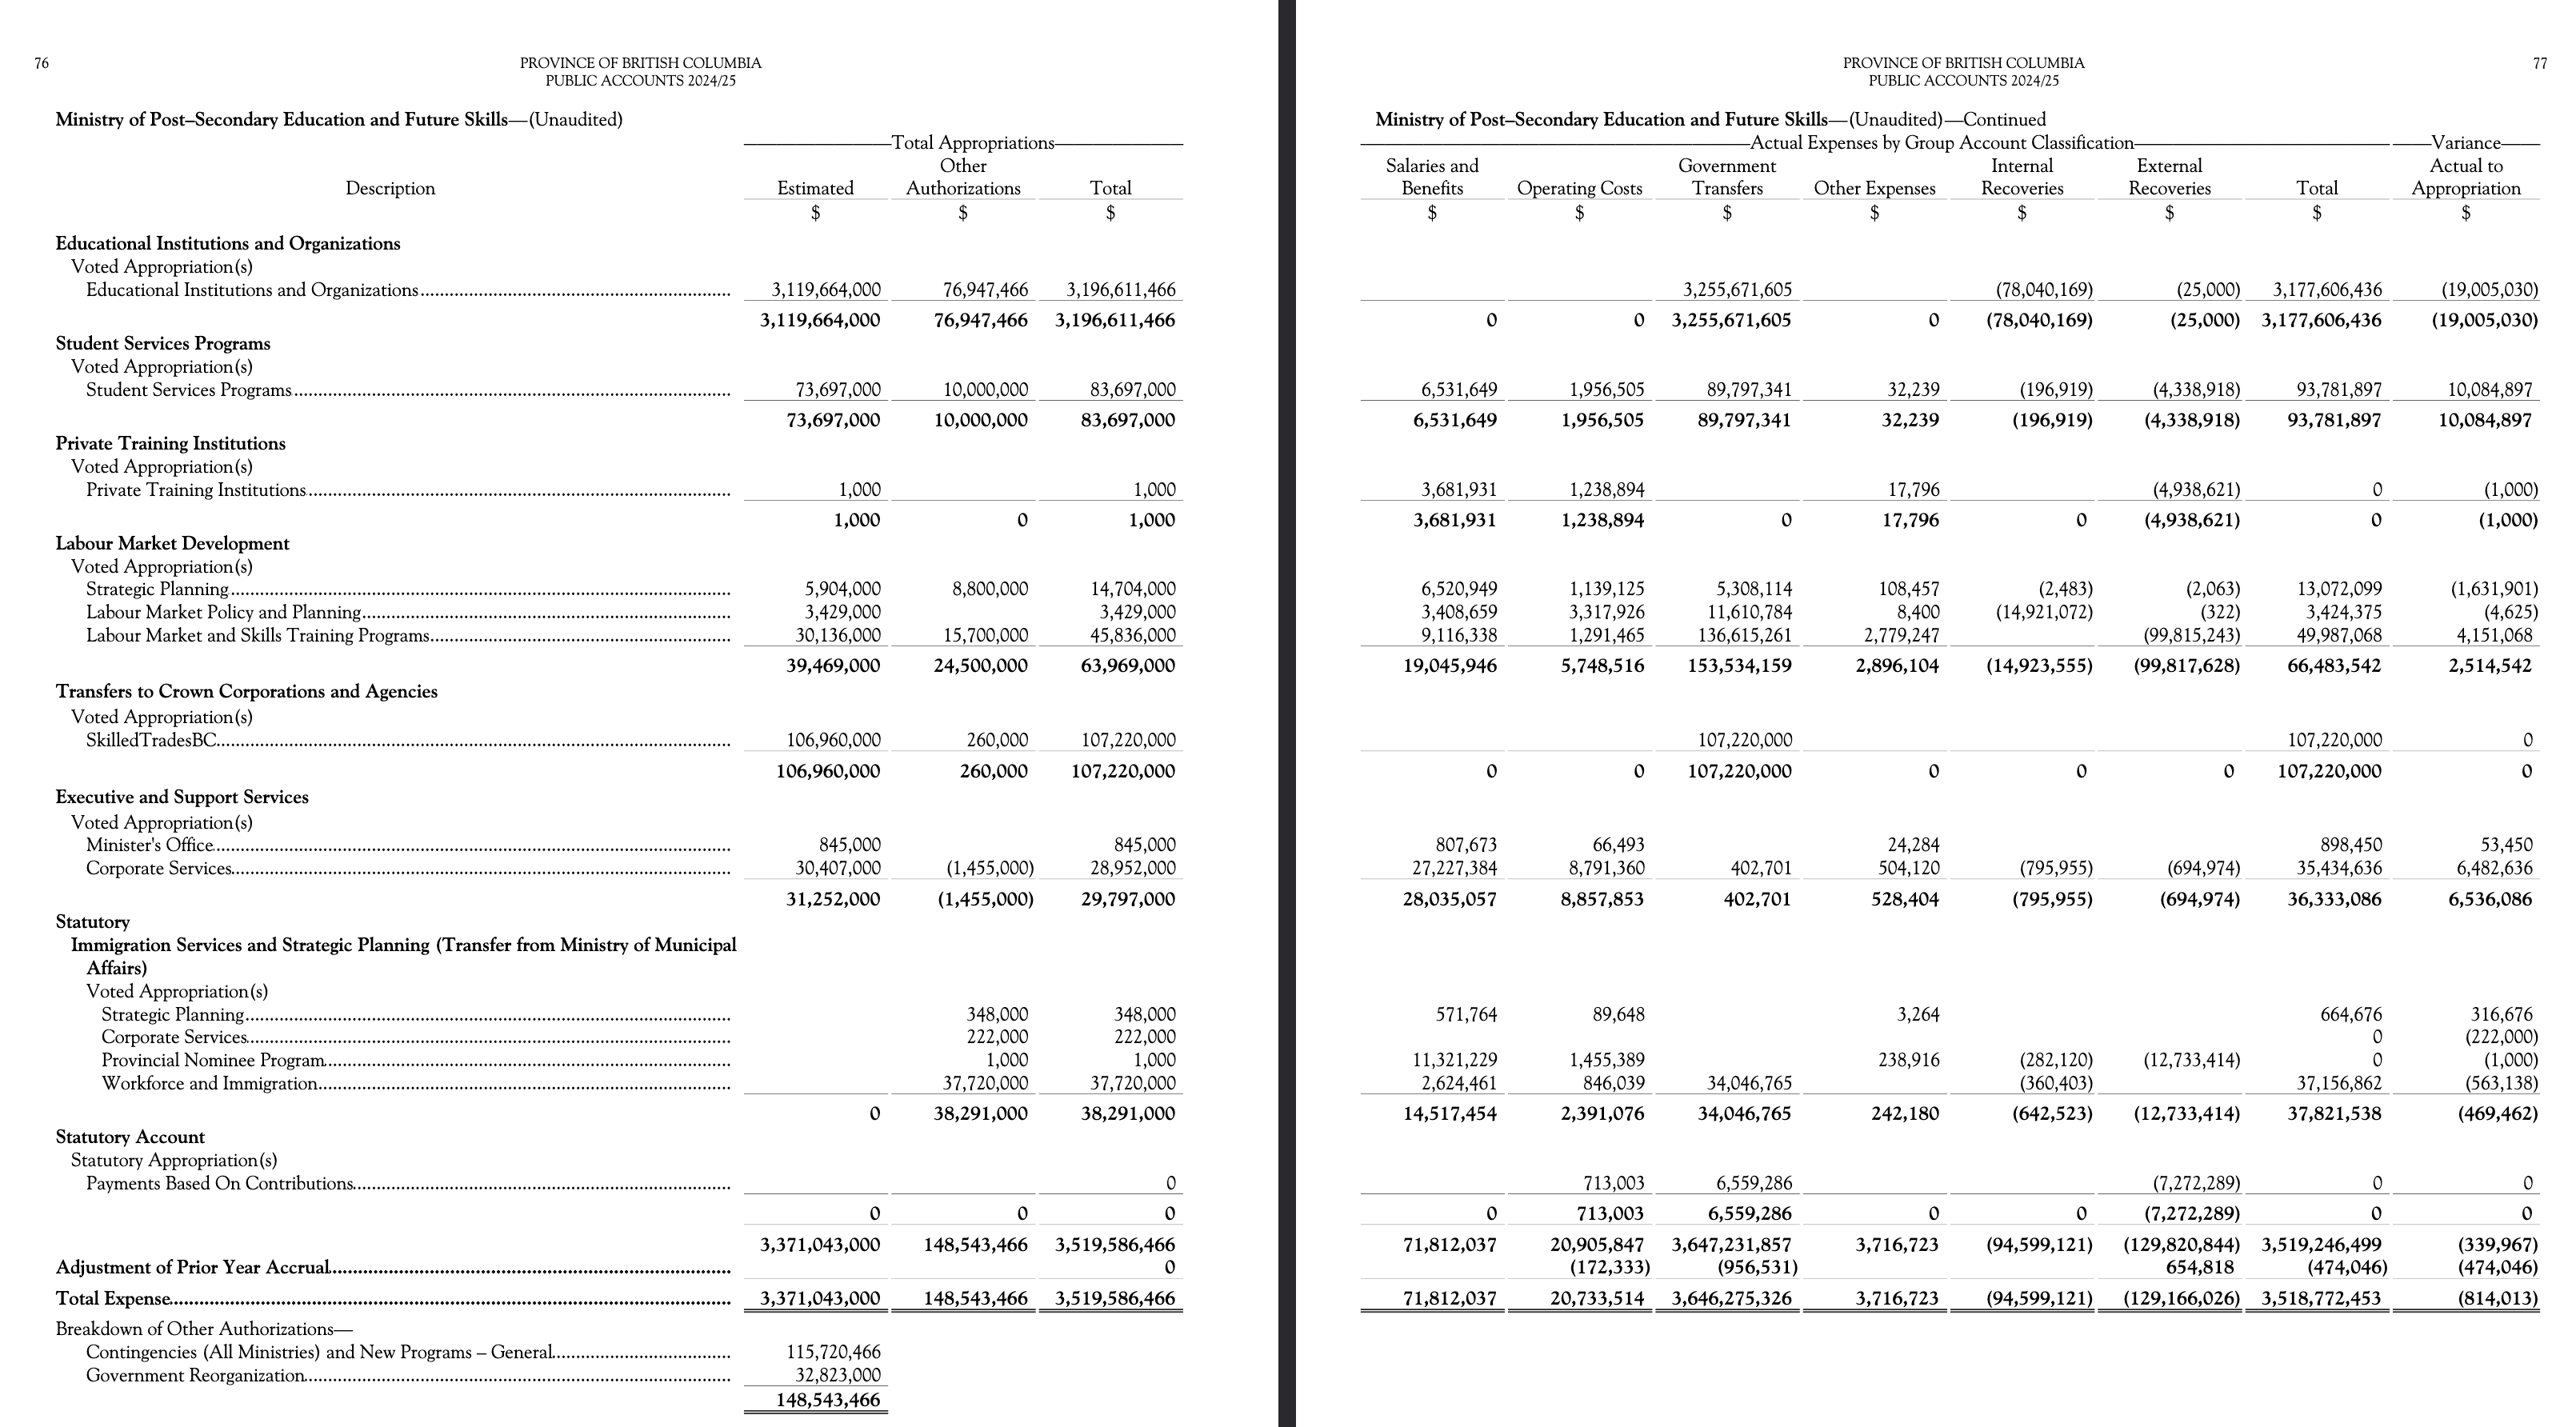 76
PROVINCE OF BRITISH COLUMBIA
PUBLIC ACCOUNTS 2024/25
Ministry of Post–Secondary Education and Future Skills—(Unaudited)
Total Appropriations
Other
Description Estimated Authorizations Total
$ $ $
Educational Institutions and Organizations
Voted Appropriation(s)
Educational Institutions and Organizations 3,119,664,000 76,947,466 3,196,611,466
3,119,664,000 76,947,466 3,196,611,466
Student Services Programs
Voted Appropriation(s)
Student Services Programs 73,697,000 10,000,000 83,697,000
73,697,000 10,000,000 83,697,000
Private Training Institutions
Voted Appropriation(s)
Private Training Institutions 1,000 1,000
1,000 0 1,000
Labour Market Development
Voted Appropriation(s)
Strategic Planning 5,904,000 8,800,000 14,704,000
Labour Market Policy and Planning 3,429,000 3,429,000
Labour Market and Skills Training Programs 30,136,000 15,700,000 45,836,000
39,469,000 24,500,000 63,969,000
Transfers to Crown Corporations and Agencies
Voted Appropriation(s)
SkilledTradesBC 106,960,000 260,000 107,220,000
106,960,000 260,000 107,220,000
Executive and Support Services
Voted Appropriation(s)
Minister's Office 845,000 845,000
Corporate Services 30,407,000 (1,455,000) 28,952,000
31,252,000 (1,455,000) 29,797,000
Statutory
Immigration Services and Strategic Planning (Transfer from Ministry of Municipal
Affairs)
Voted Appropriation(s)
Strategic Planning 348,000 348,000
Corporate Services 222,000 222,000
Provincial Nominee Program 1,000 1,000
Workforce and Immigration 37,720,000 37,720,000
0 38,291,000 38,291,000
Statutory Account
Statutory Appropriation(s)
Payments Based On Contributions 0
0 0 0
3,371,043,000 148,543,466 3,519,586,466
Adjustment of Prior Year Accrual 0
Total Expense 3,371,043,000 148,543,466 3,519,586,466
Breakdown of Other Authorizations—
Contingencies (All Ministries) and New Programs – General 115,720,466
Government Reorganization 32,823,000
148,543,466
PROVINCE OF BRITISH COLUMBIA
77
PUBLIC ACCOUNTS 2024/25
Ministry of Post–Secondary Education and Future Skills—(Unaudited)—Continued
Actual Expenses by Group Account Classification Variance
Salaries and Government Internal External Actual to
Benefits Operating Costs Transfers Other Expenses Recoveries Recoveries Total Appropriation
$ $ $ $ $ $ $ $
3,255,671,605 (78,040,169) (25,000) 3,177,606,436 (19,005,030)
0 0 3,255,671,605 0 (78,040,169) (25,000) 3,177,606,436 (19,005,030)
6,531,649 1,956,505 89,797,341 32,239 (196,919) (4,338,918) 93,781,897 10,084,897
6,531,649 1,956,505 89,797,341 32,239 (196,919) (4,338,918) 93,781,897 10,084,897
3,681,931 1,238,894 17,796 (4,938,621) 0 (1,000)
3,681,931 1,238,894 0 17,796 0 (4,938,621) 0 (1,000)
6,520,949 1,139,125 5,308,114 108,457 (2,483) (2,063) 13,072,099 (1,631,901)
3,408,659 3,317,926 11,610,784 8,400 (14,921,072) (322) 3,424,375 (4,625)
9,116,338 1,291,465 136,615,261 2,779,247 (99,815,243) 49,987,068 4,151,068
19,045,946 5,748,516 153,534,159 2,896,104 (14,923,555) (99,817,628) 66,483,542 2,514,542
107,220,000 107,220,000 0
0 0 107,220,000 0 0 0 107,220,000 0
807,673 66,493 24,284 898,450 53,450
27,227,384 8,791,360 402,701 504,120 (795,955) (694,974) 35,434,636 6,482,636
28,035,057 8,857,853 402,701 528,404 (795,955) (694,974) 36,333,086 6,536,086
571,764 89,648 3,264 664,676 316,676
0 (222,000)
11,321,229 1,455,389 238,916 (282,120) (12,733,414) 0 (1,000)
2,624,461 846,039 34,046,765 (360,403) 37,156,862 (563,138)
14,517,454 2,391,076 34,046,765 242,180 (642,523) (12,733,414) 37,821,538 (469,462)
713,003 6,559,286 (7,272,289) 0 0
0 713,003 6,559,286 0 0 (7,272,289) 0 0
71,812,037 20,905,847 3,647,231,857 3,716,723 (94,599,121) (129,820,844) 3,519,246,499 (339,967)
(172,333) (956,531) 654,818 (474,046) (474,046)
71,812,037 20,733,514 3,646,275,326 3,716,723 (94,599,121) (129,166,026) 3,518,772,453 (814,013)